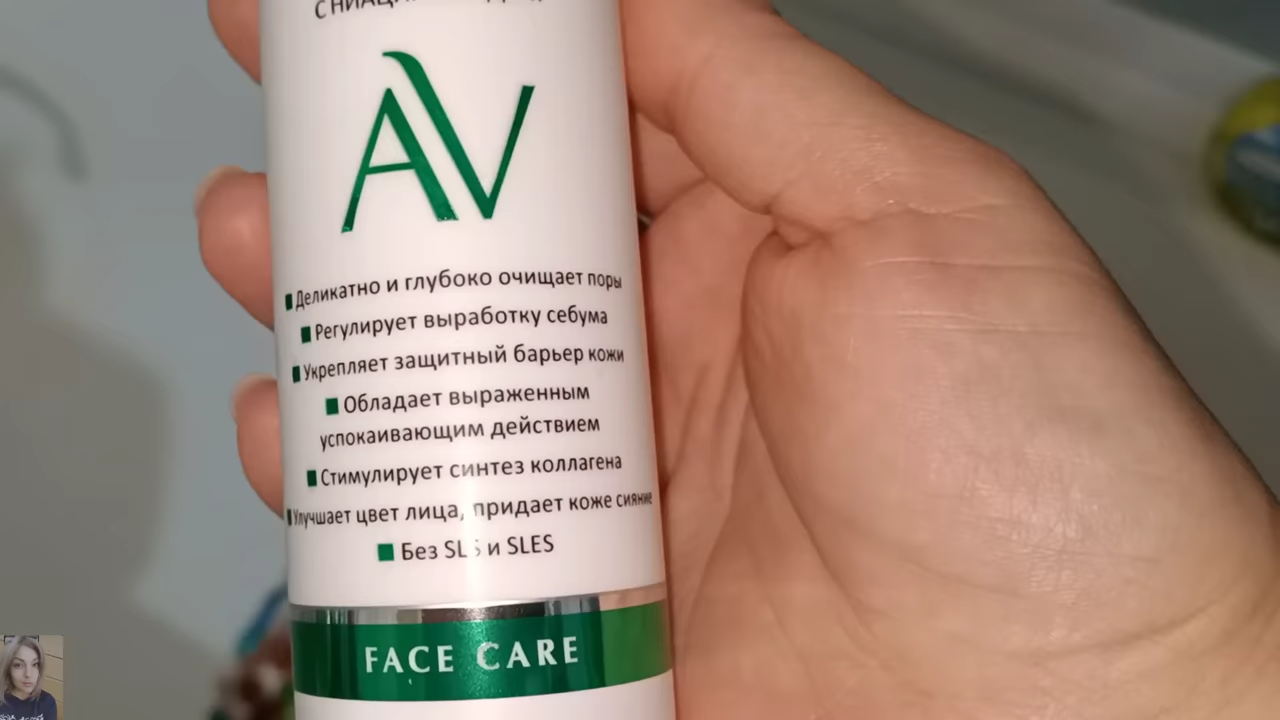 с
AV
Деликатно и глубоко очищает поры
Регулирует выработку себума
Укрепляет защитный барьер кожи
Обладает выраженным
успокаивающим действием
Стимулирует синтез коллагена
Улучшает цвет лица, придает коже сияние
Без SLS и SLES
FACE CARE